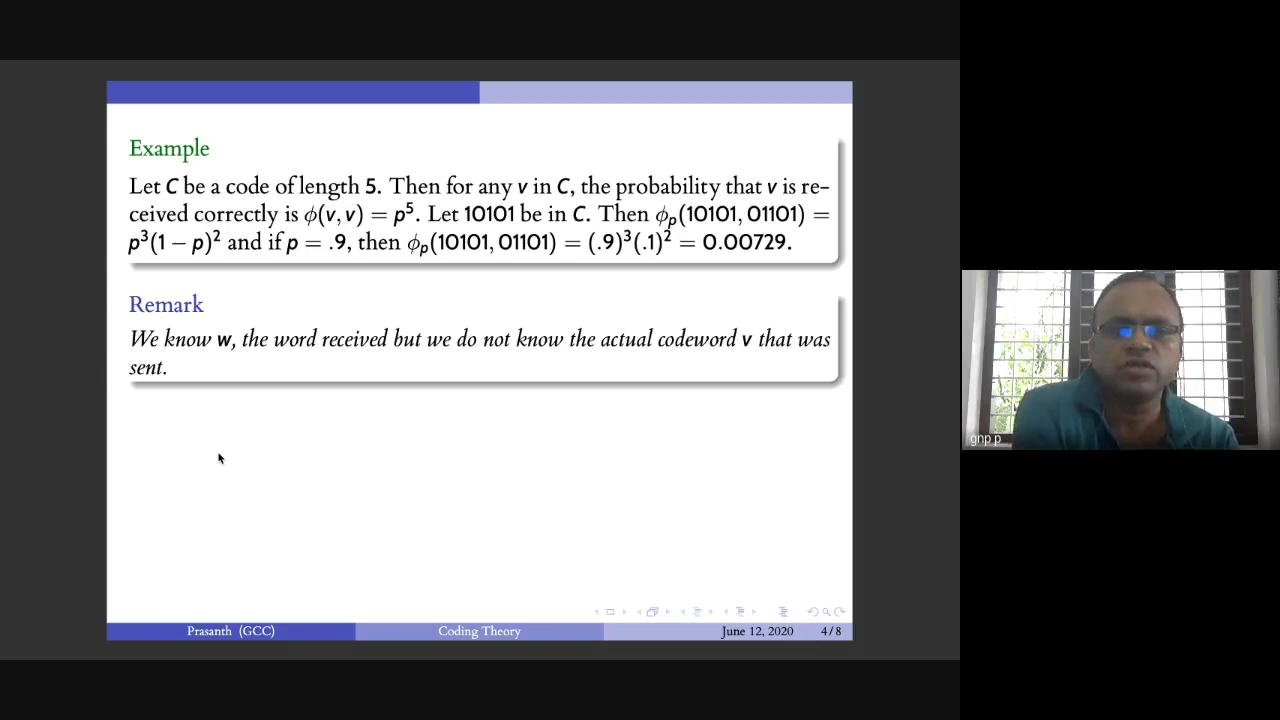 Example
Let C be a code of length 5. Then for any v in C, the probability that v is re-
ceived correctly is ϕ(v, v) = p⁵. Let 10101 be in C. Then ϕₚ(10101, 01101) =
p³(1 − p)² and if p = .9, then ϕₚ(10101, 01101) = (.9)³(.1)² = 0.00729.
Remark
We know w, the word received but we do not know the actual codeword v that was
sent.
gnp p
Prasanth (GCC) Coding Theory June 12, 2020 4/8